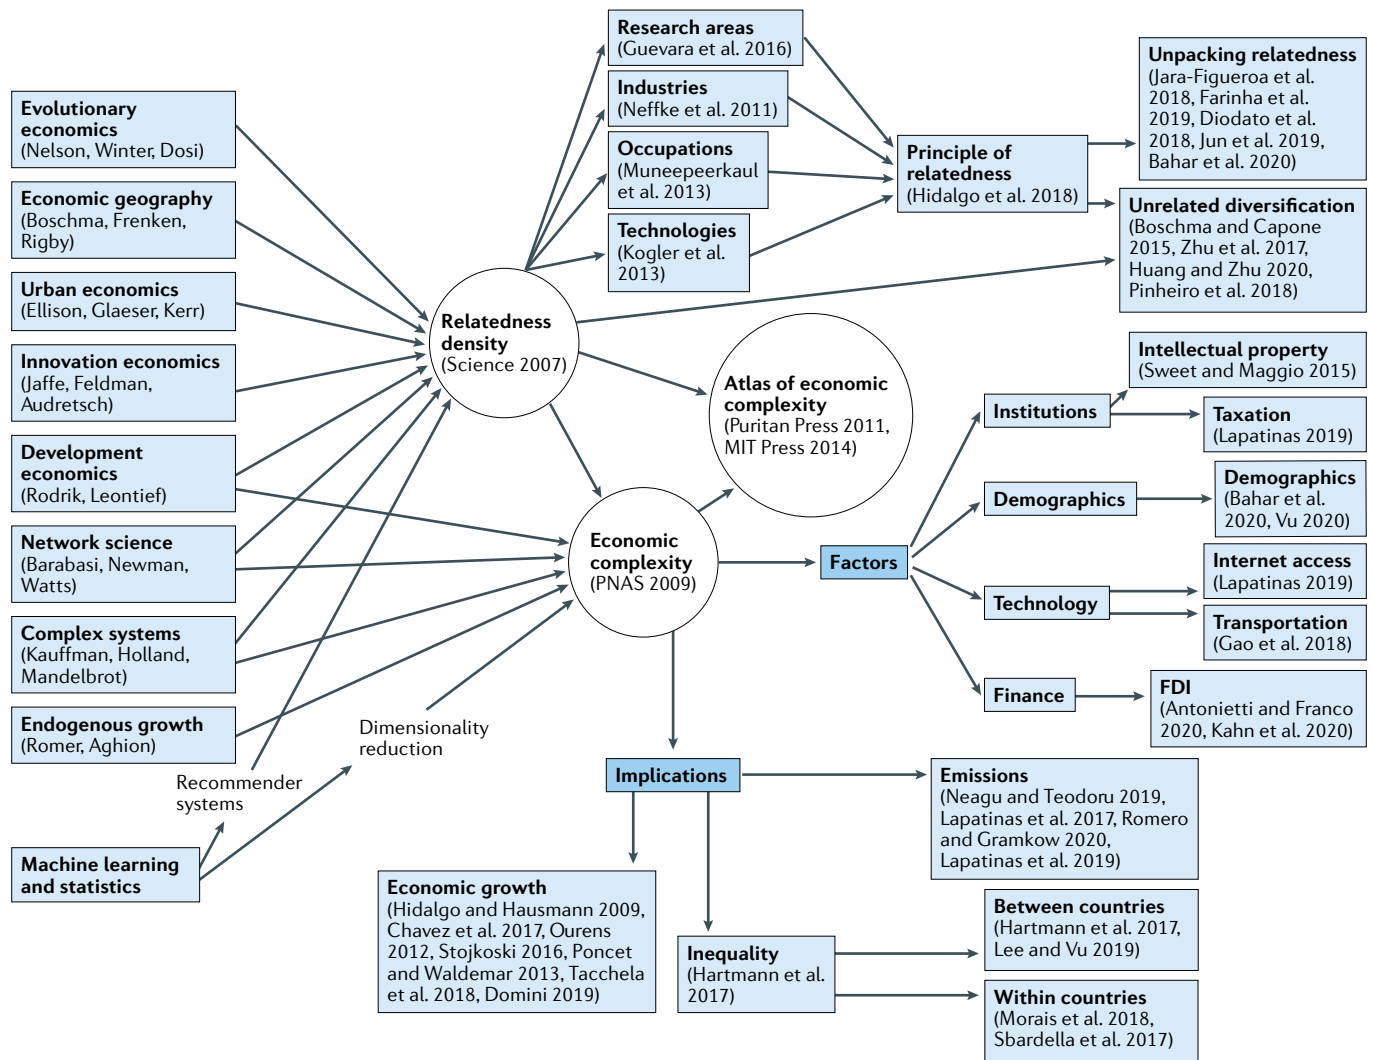 Evolutionary
economics
(Nelson, Winter, Dosi)
Economic geography
(Boschma, Frenken,
Rigby)
Urban economics
(Ellison, Glaeser, Kerr)
Innovation economics
(Jaffe, Feldman,
Audretsch)
Development
economics
(Rodrik, Leontief)
Network science
(Barabasi, Newman,
Watts)
Complex systems
(Kauffman, Holland,
Mandelbrot)
Endogenous growth
(Romer, Aghion)
Recommender
systems
Machine learning
and statistics
Dimensionality
reduction
Relatedness
density
(Science 2007)
Research areas
(Guevara et al. 2016)
Industries
(Neffke et al. 2011)
Occupations
(Muneepeerkaul
et al. 2013)
Technologies
(Kogler et al.
2013)
Principle of
relatedness
(Hidalgo et al. 2018)
Unpacking relatedness
(Jara-Figueroa et al.
2018, Farinha et al.
2019, Diodato et al.
2018, Jun et al. 2019,
Bahar et al. 2020)
Unrelated diversification
(Boschma and Capone
2015, Zhu et al. 2017,
Huang and Zhu 2020,
Pinheiro et al. 2018)
Atlas of economic
complexity
(Puritan Press 2011,
MIT Press 2014)
Economic
complexity
(PNAS 2009)
Factors
Institutions
Intellectual property
(Sweet and Maggio 2015)
Taxation
(Lapatinas 2019)
Demographics
Demographics
(Bahar et al.
2020, Vu 2020)
Technology
Internet access
(Lapatinas 2019)
Transportation
(Gao et al. 2018)
Finance
FDI
(Antonietti and Franco
2020, Kahn et al. 2020)
Implications
Emissions
(Neagu and Teodoru 2019,
Lapatinas et al. 2017, Romero
and Gramkow 2020,
Lapatinas et al. 2019)
Economic growth
(Hidalgo and Hausmann 2009,
Chavez et al. 2017, Ourens
2012, Stojkoski 2016, Poncet
and Waldemar 2013, Tacchela
et al. 2018, Domini 2019)
Inequality
(Hartmann et al.
2017)
Between countries
(Hartmann et al. 2017,
Lee and Vu 2019)
Within countries
(Morais et al. 2018,
Sbardella et al. 2017)